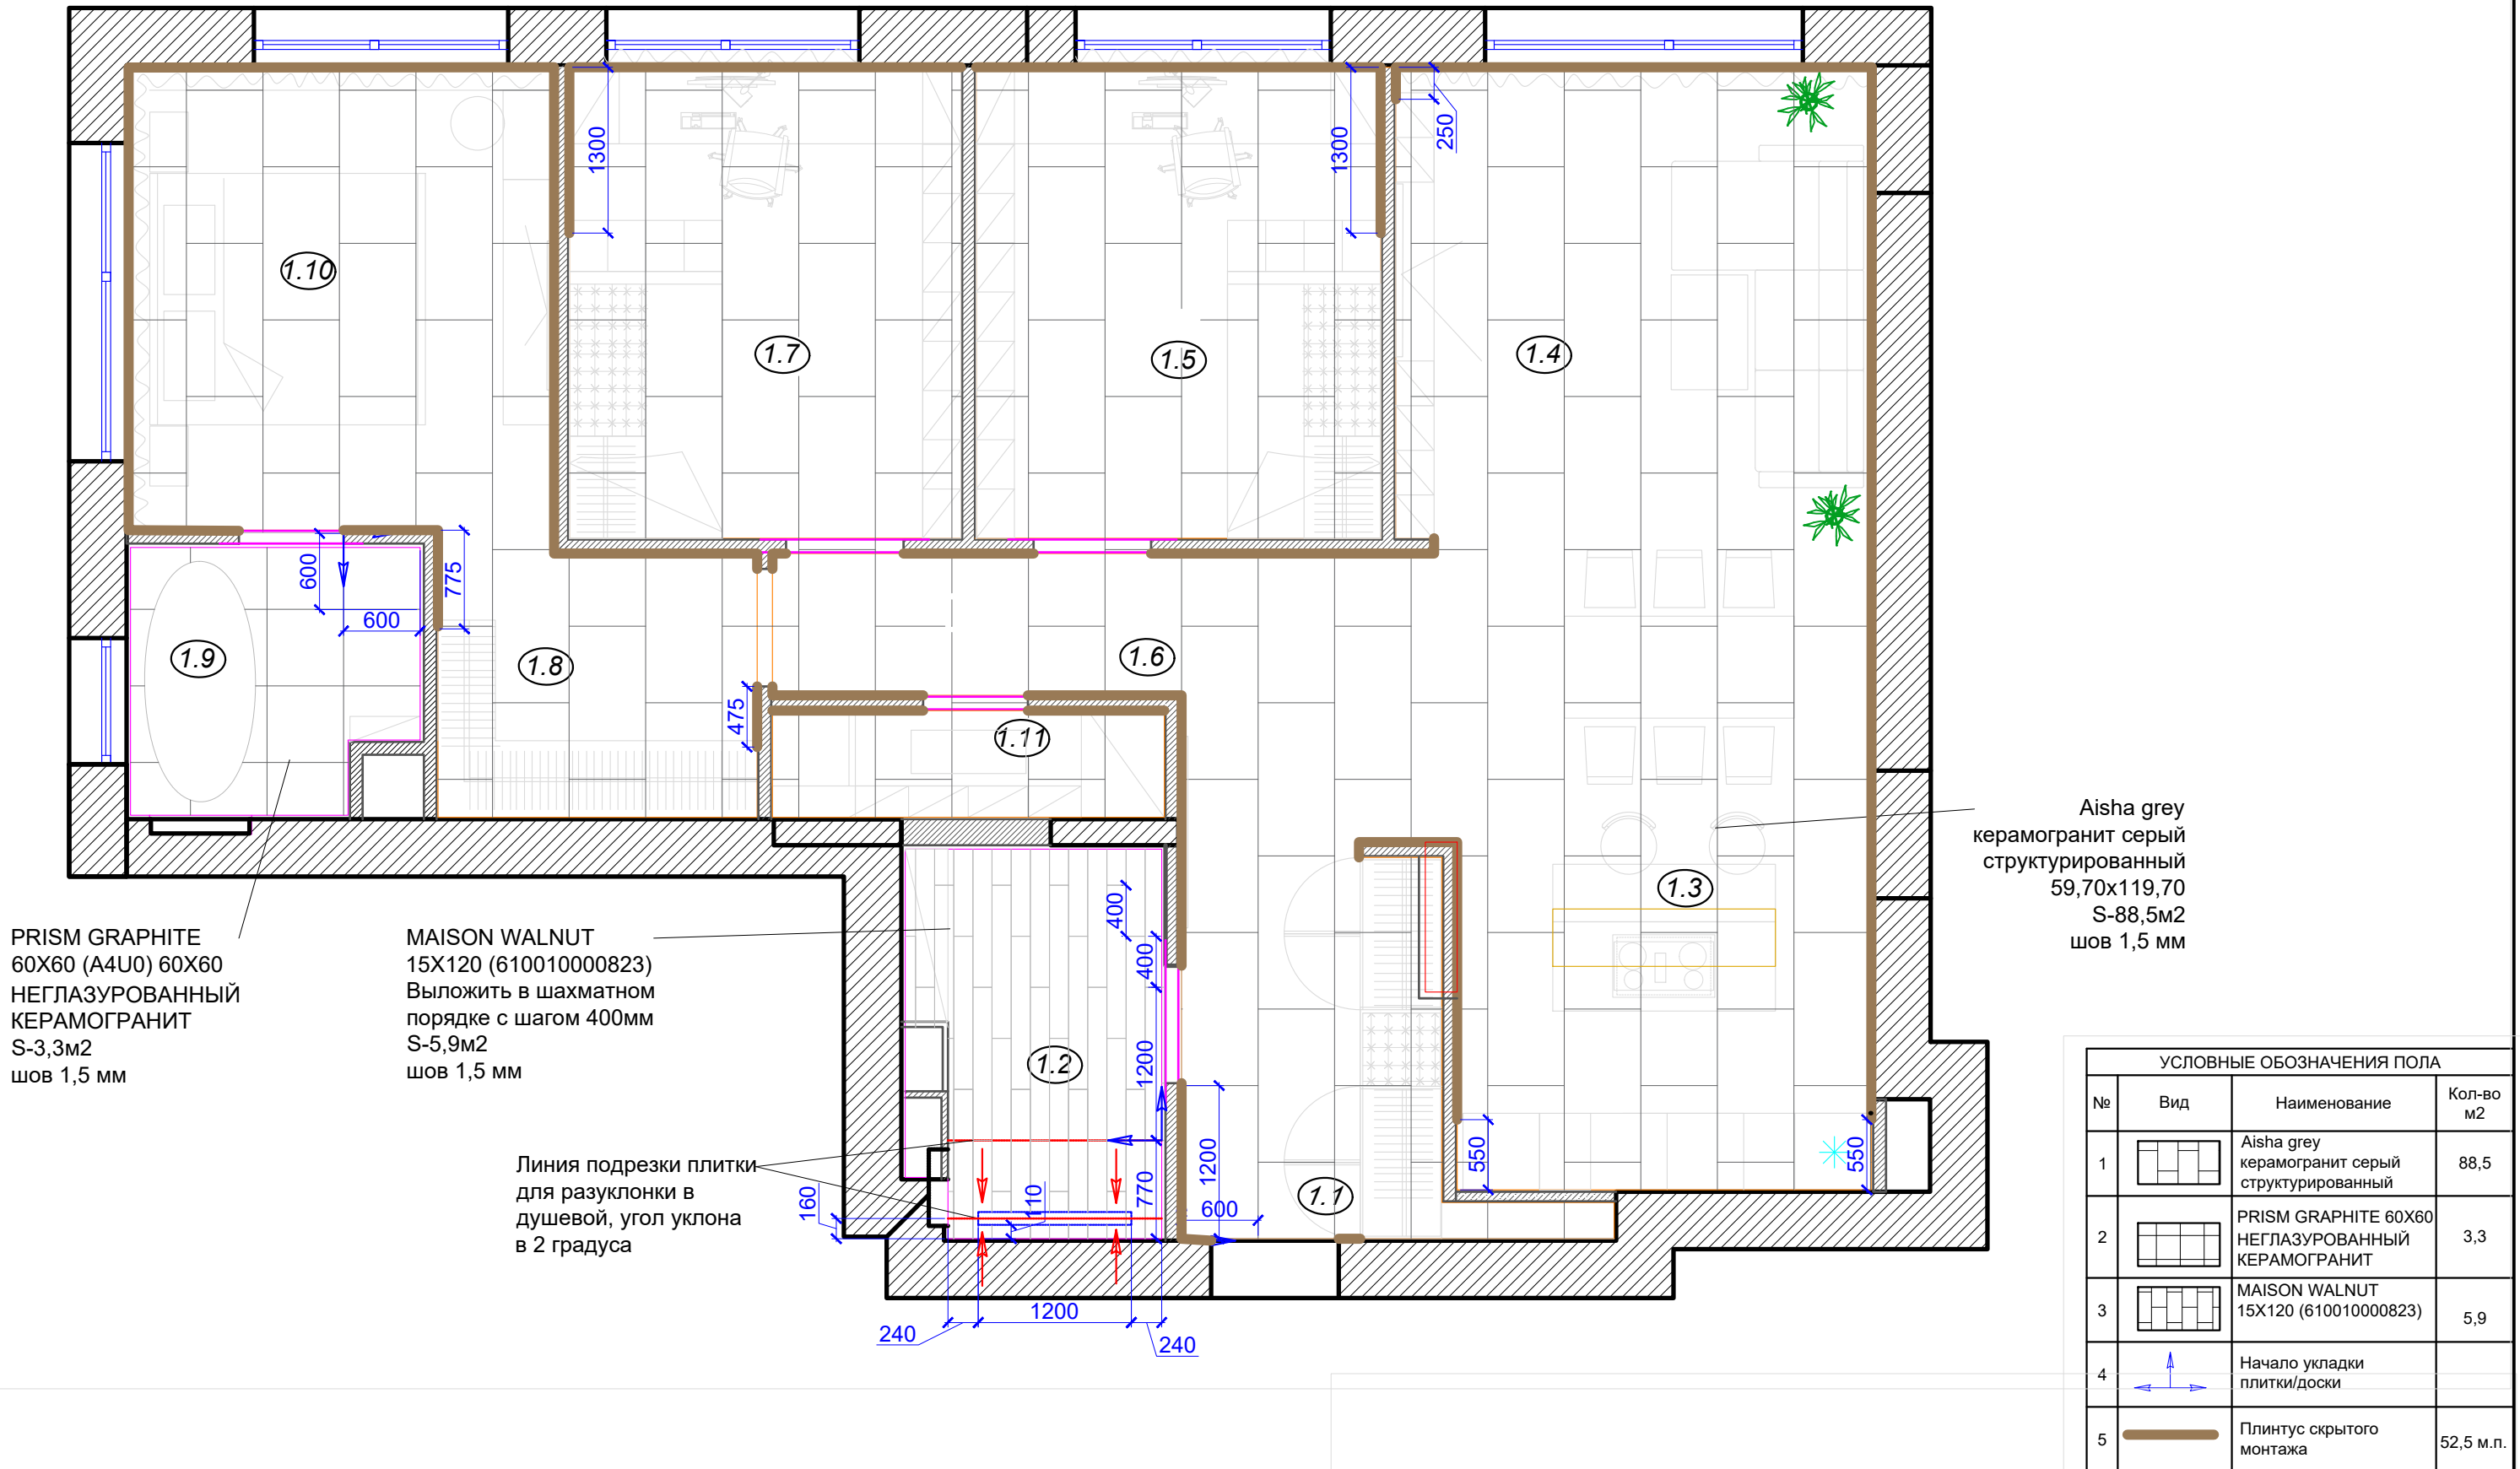 1300
1300
250
1.10
1.7
1.5
1.4
600
775
600
1.9
1.8
1.6
475
1.11
Aisha grey
керамогранит серый
структурированный
59,70х119,70
S-88,5м2
шов 1,5 мм
1.3
PRISM GRAPHITE
60X60 (A4U0) 60X60
НЕГЛАЗУРОВАННЫЙ
КЕРАМОГРАНИТ
S-3,3м2
шов 1,5 мм
MAISON WALNUT
15X120 (610010000823)
Выложить в шахматном
порядке с шагом 400мм
S-5,9м2
шов 1,5 мм
400
400
1200
1.2
Линия подрезки плитки
для разуклонки в
душевой, угол уклона
в 2 градуса
160
110
770
1200
600
1.1
550
550
1200
240
240
УСЛОВНЫЕ ОБОЗНАЧЕНИЯ ПОЛА
№ Вид Наименование Кол-во м2
1 Aisha grey
керамогранит серый 88,5
структурированный
2 PRISM GRAPHITE 60X60
НЕГЛАЗУРОВАННЫЙ 3,3
КЕРАМОГРАНИТ
3 MAISON WALNUT
15X120 (610010000823) 5,9
4 Начало укладки
плитки/доски
5 Плинтус скрытого
монтажа 52,5 м.п.